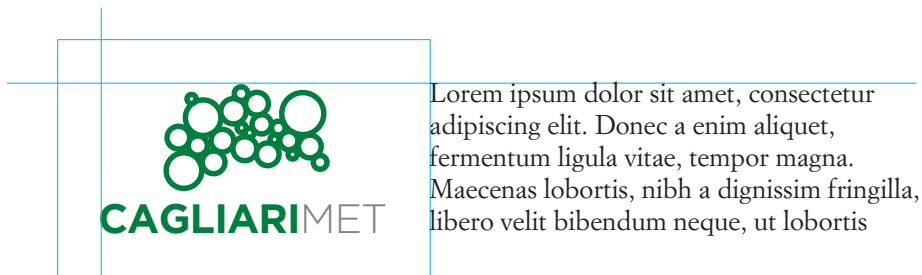 CAGLIARIMET
Lorem ipsum dolor sit amet, consectetur
adipiscing elit. Donec a enim aliquet,
fermentum ligula vitae, tempor magna.
Maecenas lobortis, nibh a dignissim fringilla,
libero velit bibendum neque, ut lobortis